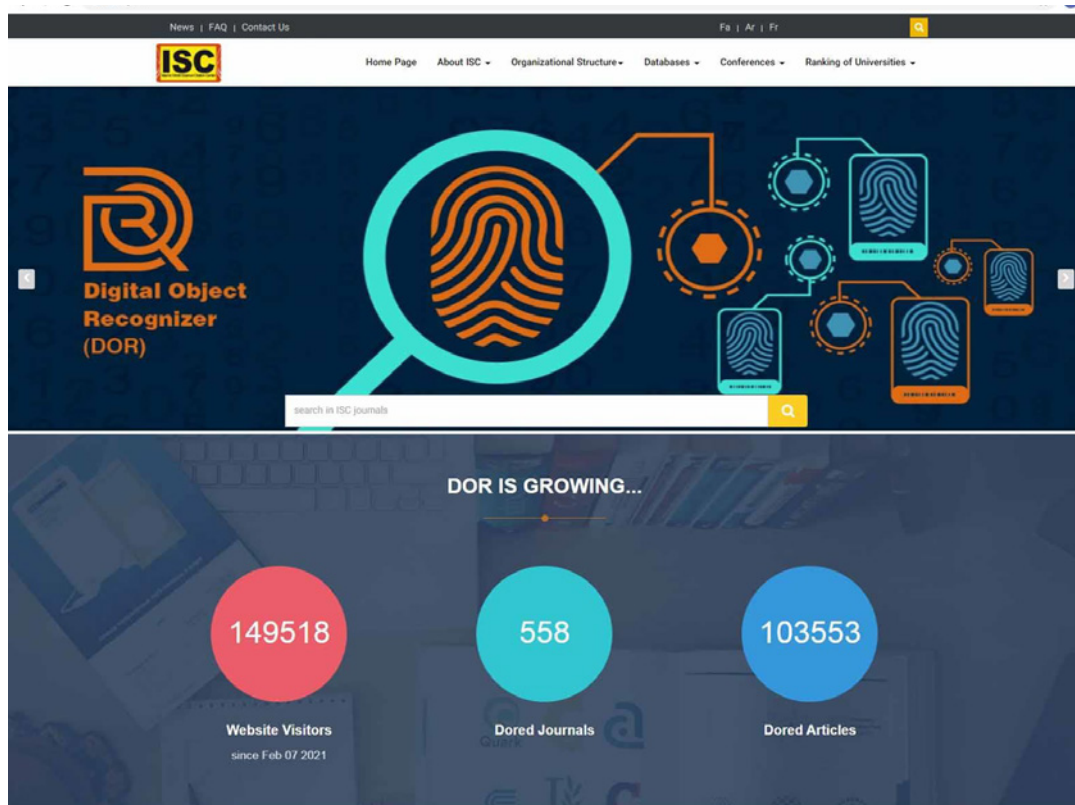 News | FAQ | Contact Us
Fa | Ar | Fr
ISC
Home Page About ISC Organizational Structure Databases Conferences Ranking of Universities
Digital Object
Recognizer
(DOR)
search in ISC journals
DOR IS GROWING...
149518
558
103553
Website Visitors
Dored Journals
Dored Articles
since Feb 07 2021
Quark